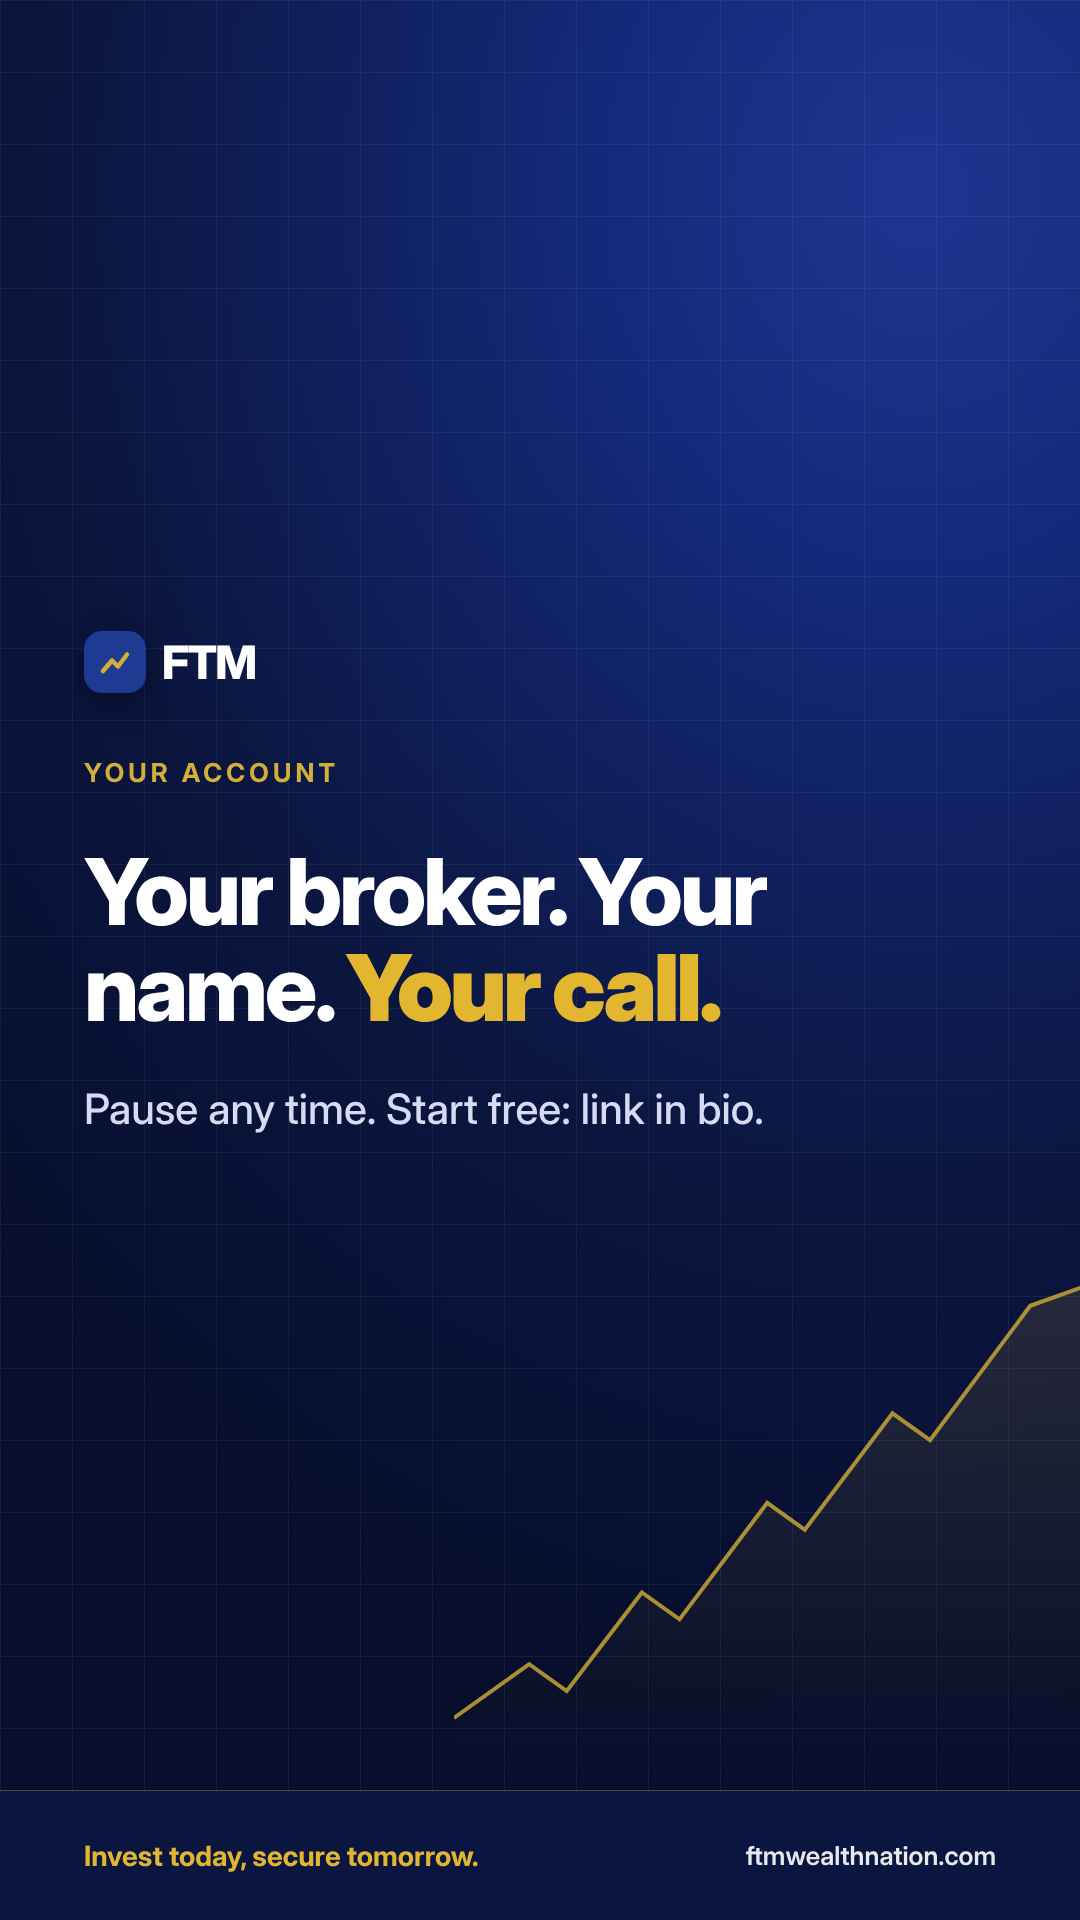 FTM
YOUR ACCOUNT
Your broker. Your
name. Your call.
Pause any time. Start free: link in bio.
Invest today, secure tomorrow.
ftmwealthnation.com